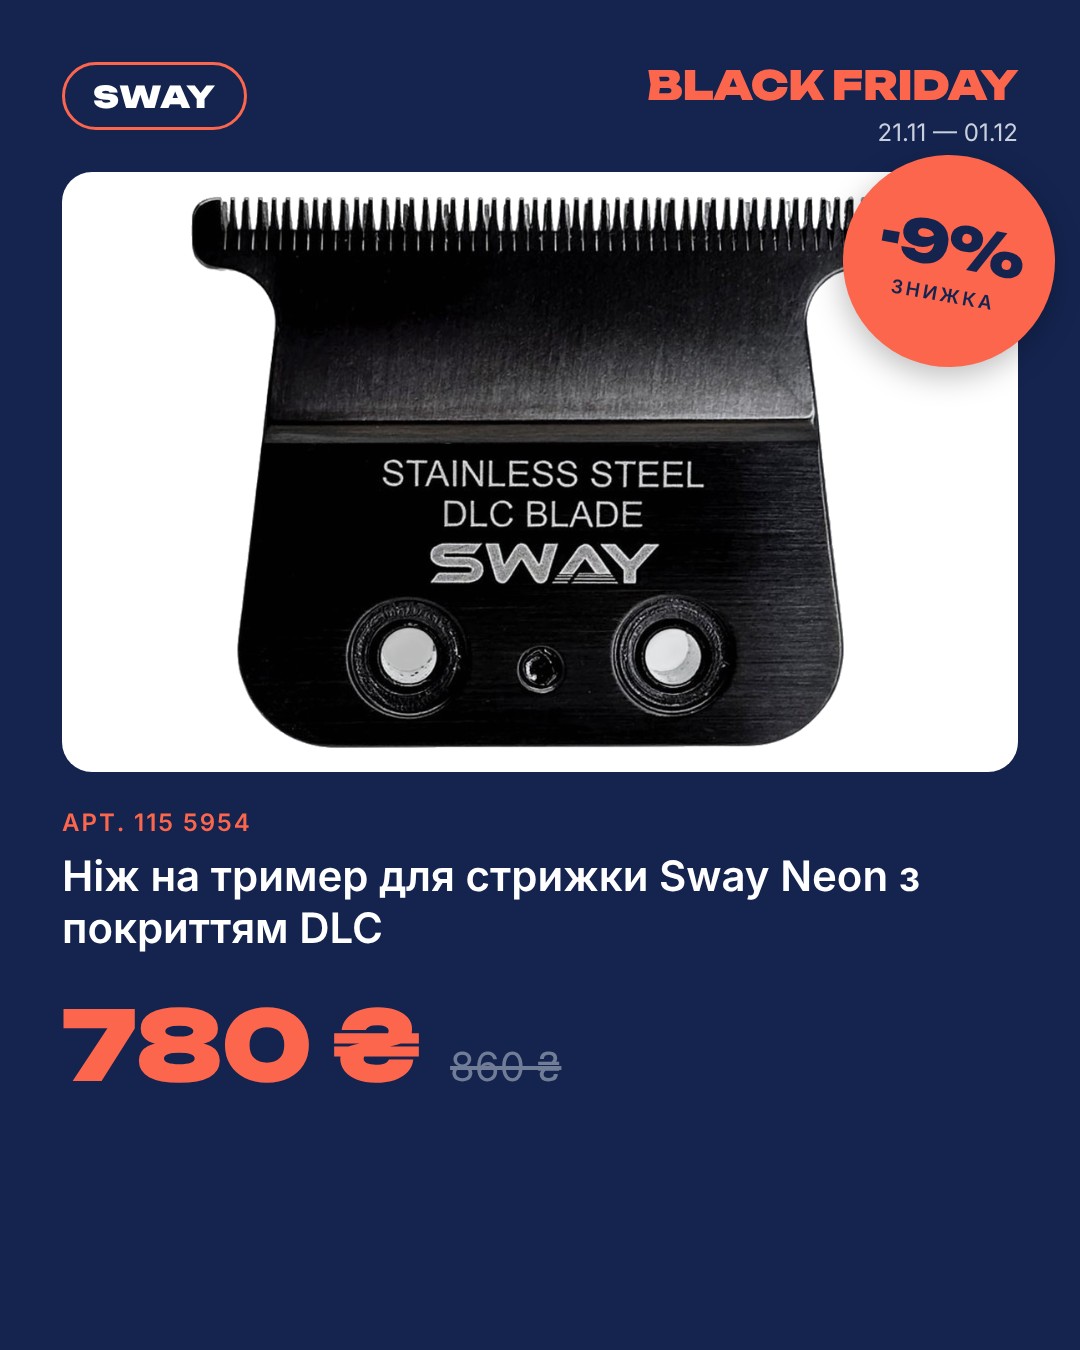 SWAY
BLACK FRIDAY
21.11 — 01.12
-9%
ЗНИЖКА
STAINLESS STEEL
DLC BLADE
SWAY
АРТ. 115 5954
Ніж на тример для стрижки Sway Neon з
покриттям DLC
780 ₴ 860 ₴